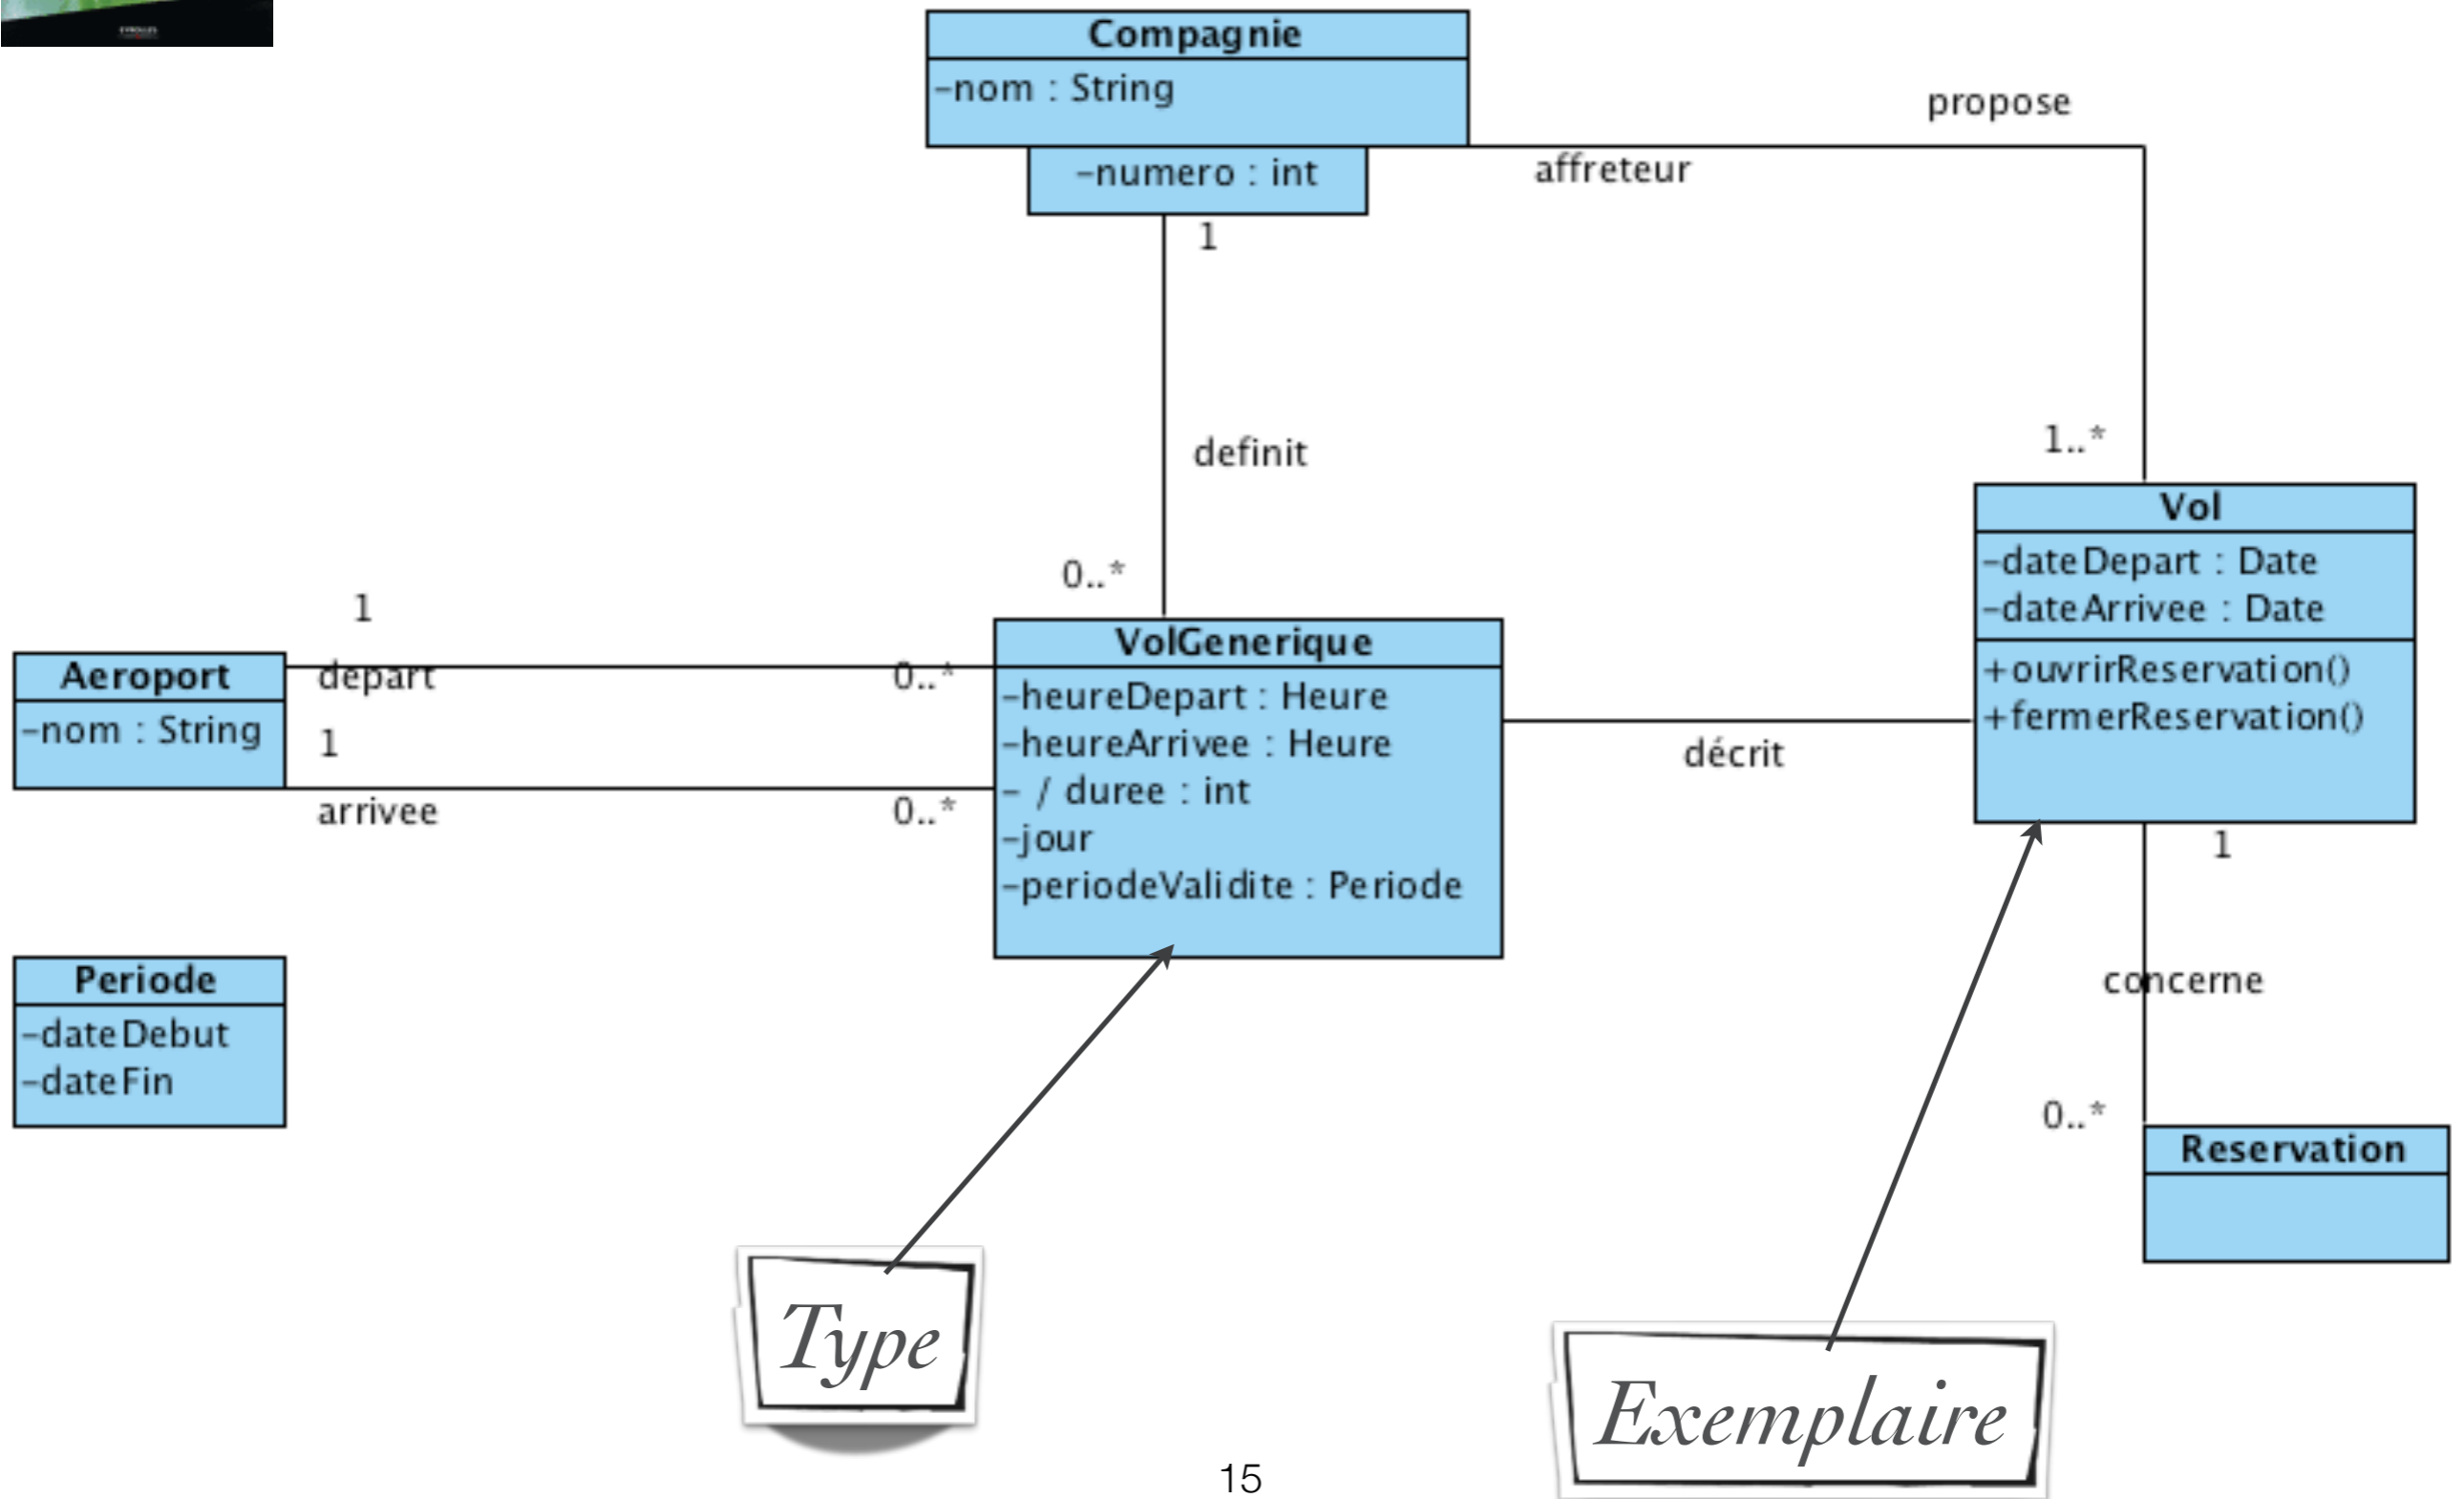 EYROLLES
Compagnie
-nom : String
-numero : int
propose
affreteur
1
definit
0..*
1..*
Vol
-dateDepart : Date
-dateArrivee : Date
+ouvrirReservation()
+fermerReservation()
1
depart
0..*
Aeroport
-nom : String
1
arrivee
0..*
VolGenerique
-heureDepart : Heure
-heureArrivee : Heure
- / duree : int
-jour
-periodeValidite : Periode
décrit
1
concerne
0..*
Reservation
Periode
-dateDebut
-dateFin
Type
Exemplaire
15